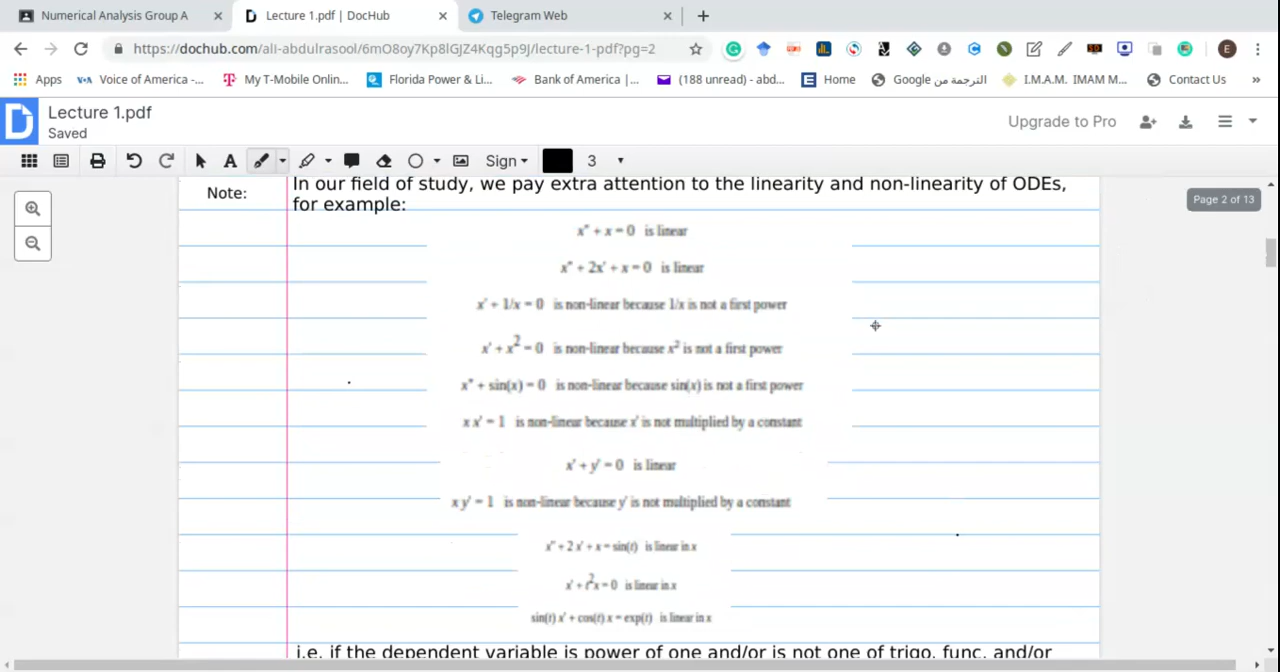 Numerical Analysis Group A
Lecture 1.pdf | DocHub
Telegram Web
https://dochub.com/ali-abdulrasool/6mO8oy7Kp8lGJZ4Kqg5p9J/lecture-1-pdf?pg=2
E
Apps
Voice of America -...
My T-Mobile Onlin...
Florida Power & Li...
Bank of America |...
(188 unread) - abd...
Home
الترجمة من Google
I.M.A.M. IMAM M...
Contact Us
»
Lecture 1.pdf
Saved
Upgrade to Pro
Sign
3
Note:
In our field of study, we pay extra attention to the linearity and non-linearity of ODEs,
for example:
Page 2 of 13
x" + x = 0 is linear
x" + 2x' + x = 0 is linear
x' + 1/x = 0 is non-linear because 1/x is not a first power
x' + x² = 0 is non-linear because x² is not a first power
x" + sin(x) = 0 is non-linear because sin(x) is not a first power
x x' = 1 is non-linear because x' is not multiplied by a constant
x' + y' = 0 is linear
x y' = 1 is non-linear because y' is not multiplied by a constant
x" + 2 x' + x = sin(t) is linear in x
x' + t²x = 0 is linear in x
sin(t) x' + cos(t) x = exp(t) is linear in x
i.e. if the dependent variable is power of one and/or is not one of trigo. func. and/or